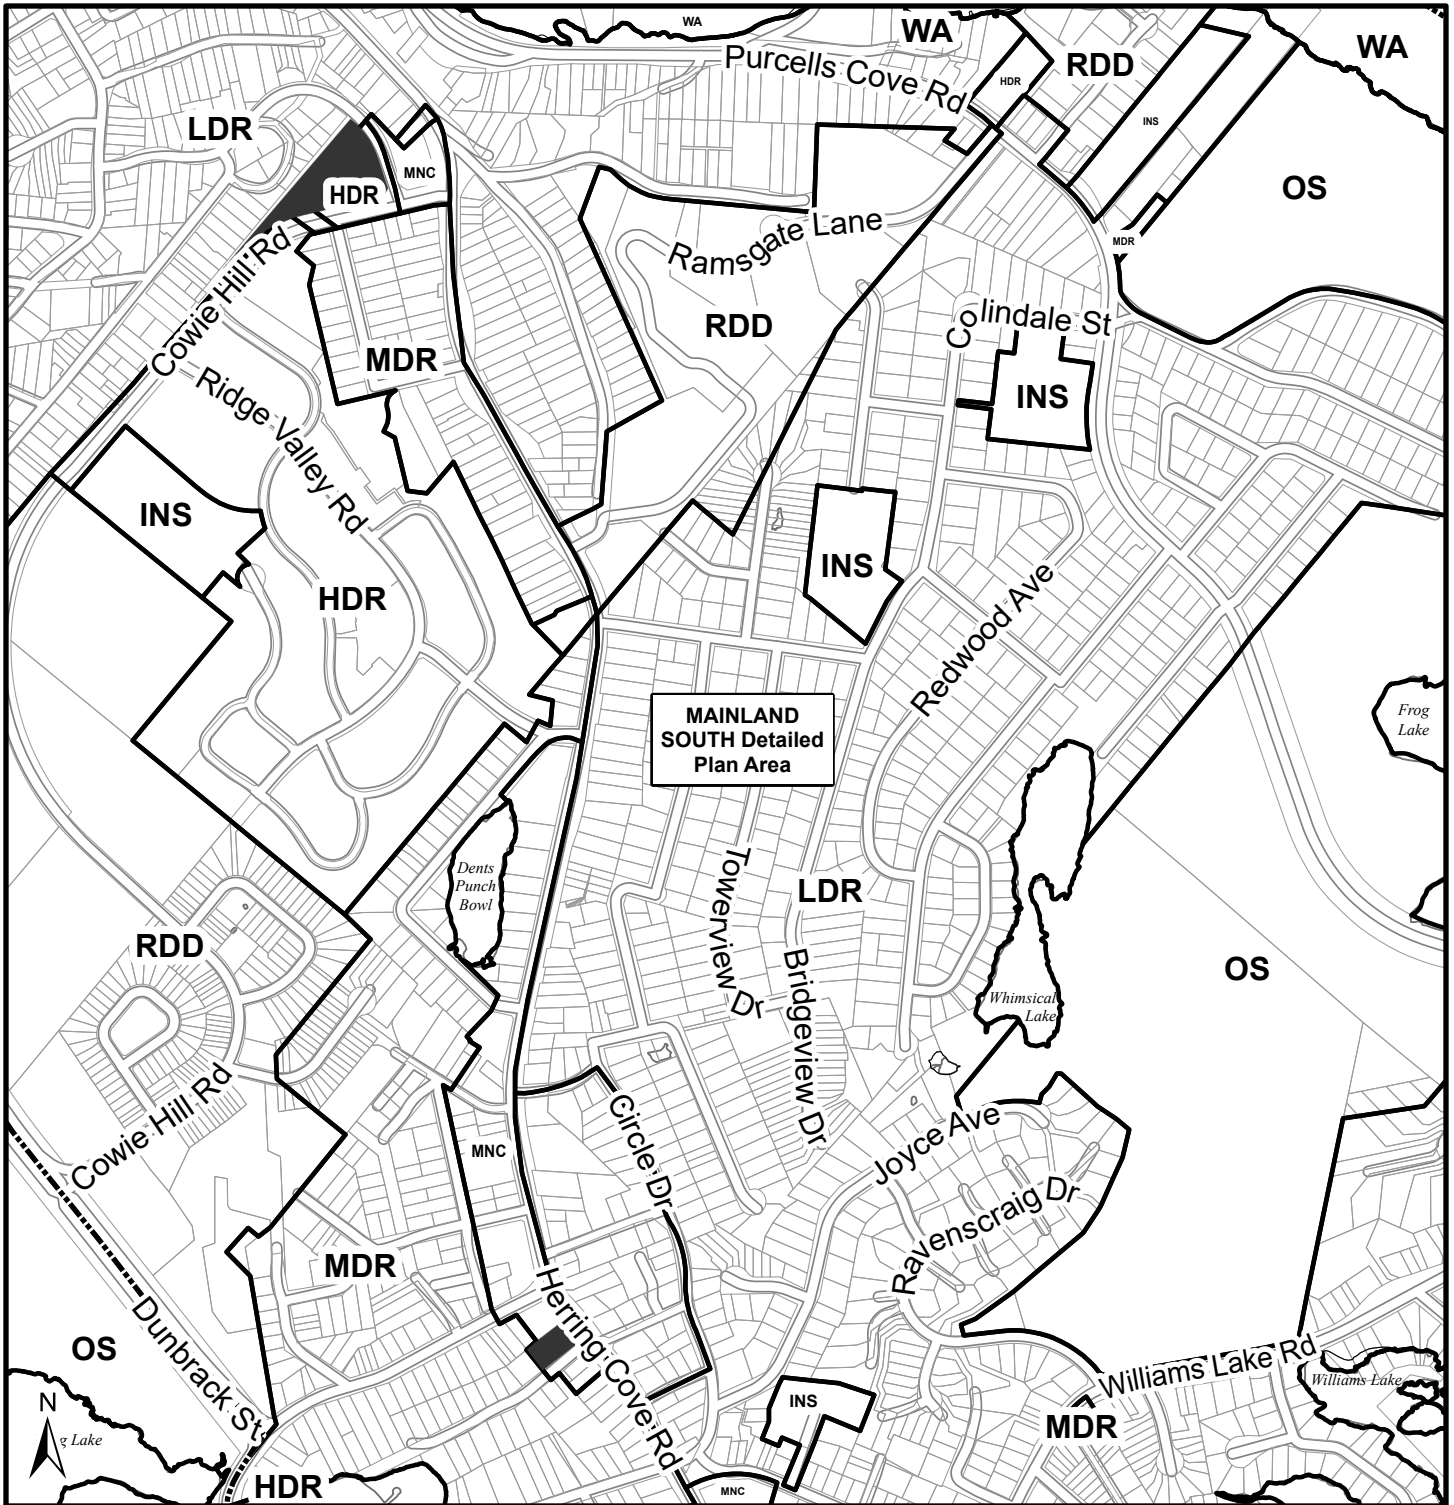 WA
WA
WA
Purcells Cove Rd
HDR
RDD
INS
OS
LDR
MNC
HDR
MDR
Ramsgate Lane
RDD
Colindale St
INS
Cowie Hill Rd
MDR
Ridge Valley Rd
INS
INS
HDR
Redwood Ave
MAINLAND
SOUTH Detailed
Plan Area
Frog
Lake
Dents
Punch
Bowl
Towerview Dr
LDR
RDD
Bridgeview Dr
OS
Whimsical
Lake
Cowie Hill Rd
Circle Dr
Joyce Ave
MNC
Ravenscraig Dr
MDR
Herring Cove Rd
Dunbrack St
OS
Williams Lake Rd
Williams Lake
INS
MDR
N
g Lake
HDR
MNC